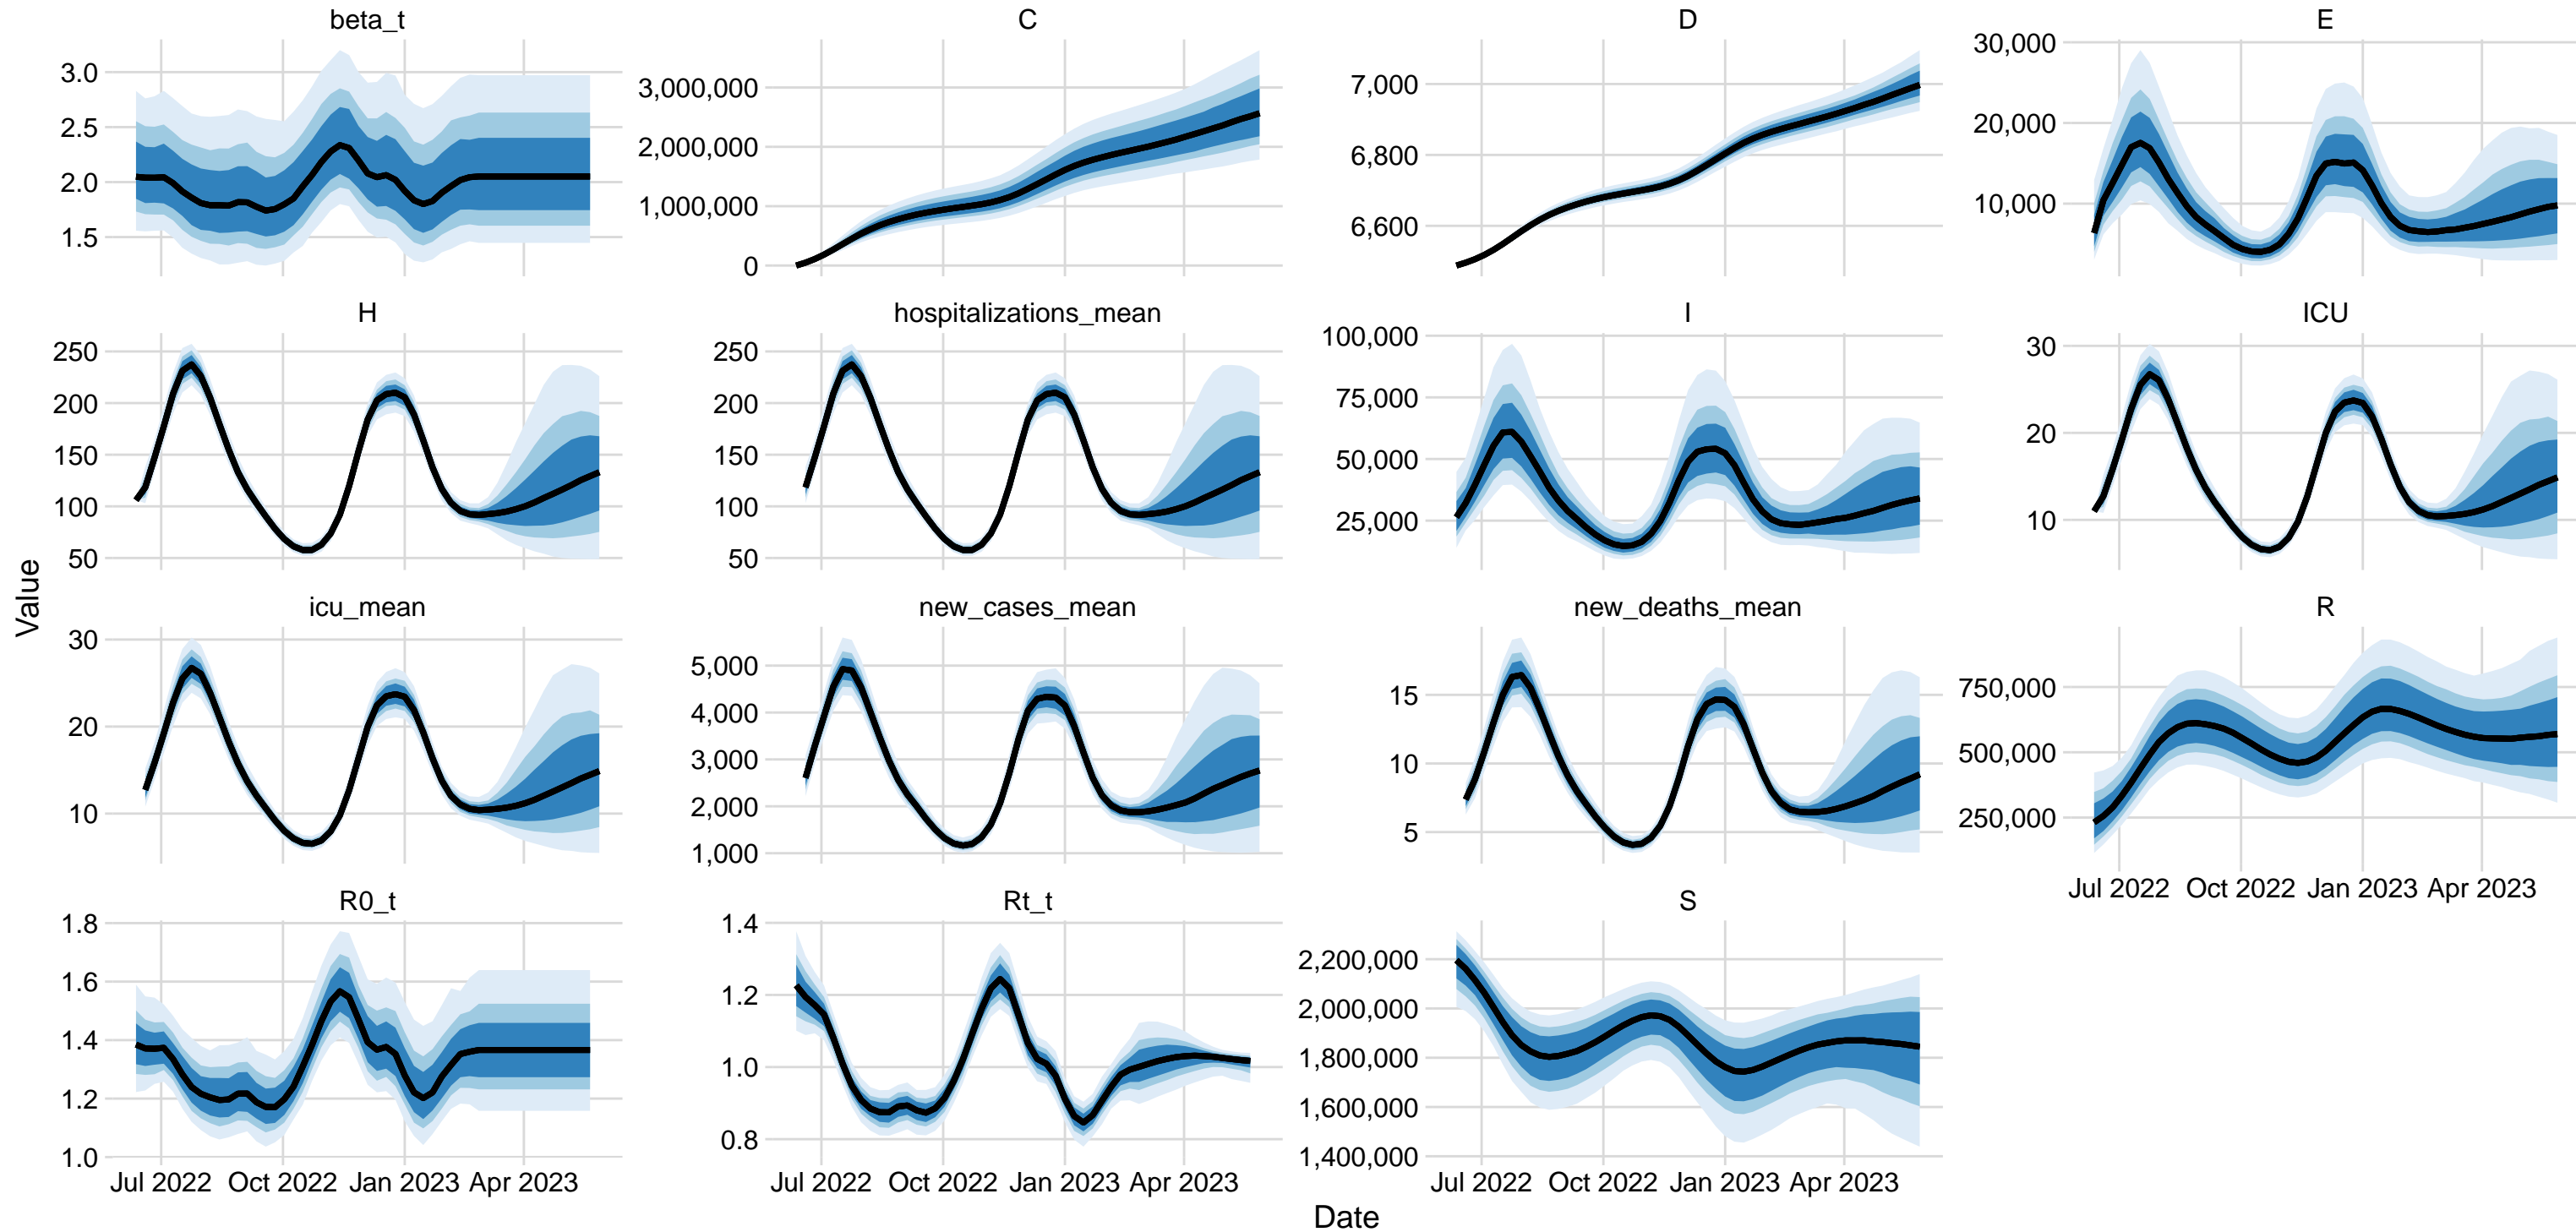 beta_t
3.0
2.5
2.0
1.5
C
3,000,000
2,000,000
1,000,000
0
D
7,000
6,800
6,600
E
30,000
20,000
10,000
H
250
200
150
100
50
hospitalizations_mean
250
200
150
100
50
I
100,000
75,000
50,000
25,000
ICU
30
20
10
Value
icu_mean
30
20
10
new_cases_mean
5,000
4,000
3,000
2,000
1,000
new_deaths_mean
15
10
5
R
750,000
500,000
250,000
Jul 2022 Oct 2022 Jan 2023 Apr 2023
R0_t
1.8
1.6
1.4
1.2
1.0
Jul 2022 Oct 2022 Jan 2023 Apr 2023
Rt_t
1.4
1.2
1.0
0.8
Jul 2022 Oct 2022 Jan 2023 Apr 2023
S
2,200,000
2,000,000
1,800,000
1,600,000
1,400,000
Jul 2022 Oct 2022 Jan 2023 Apr 2023
Date